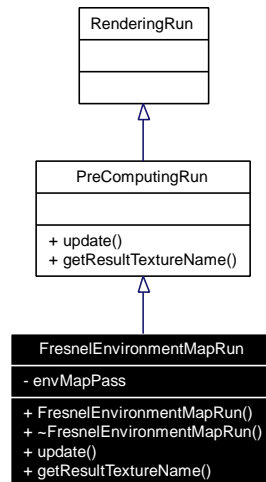 RenderingRun
PreComputingRun
+ update()
+ getResultTextureName()
FresnelEnvironmentMapRun
- envMapPass
+ FresnelEnvironmentMapRun()
+ ~FresnelEnvironmentMapRun()
+ update()
+ getResultTextureName()